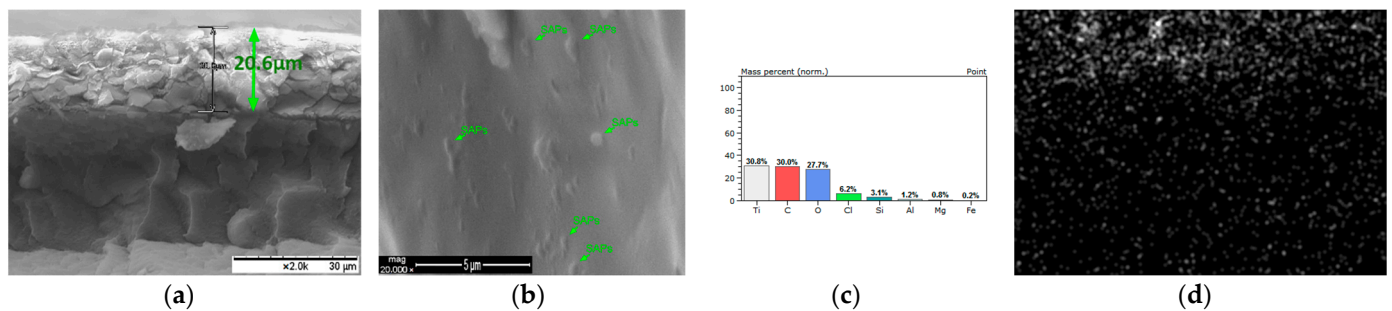 20.6µm
×2.0k 30 µm
(a)
SAPs SAPs
SAPs
SAPs
SAPs
SAPs
mag
20.000 × 5 µm
(b)
Mass percent (norm.) Point
100
80
60
40
20
0
30.8% 30.0% 27.7% 6.2% 3.1% 1.2% 0.8% 0.2%
Ti C O Cl Si Al Mg Fe
(c)
(d)